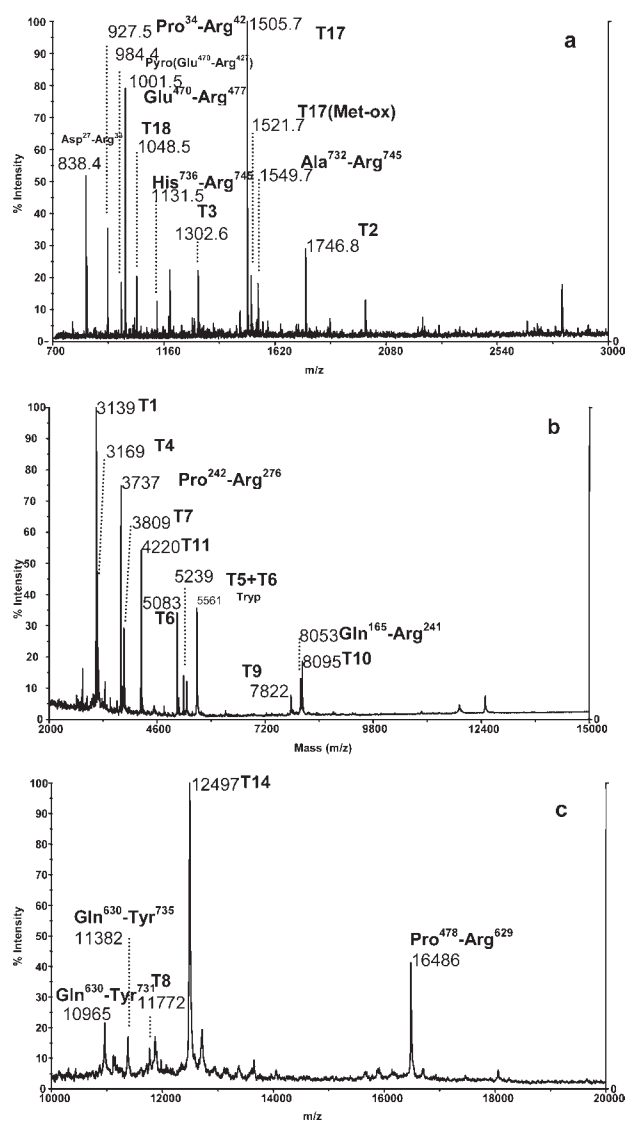 a
927.5 Pro34-Arg42
1505.7 T17
984.4 Pyro(Glu470-Arg427)
1001.5
Glu470-Arg477
T17(Met-ox)
1521.7
Asp27-Arg33
838.4
T18
1048.5
Ala732-Arg745
1549.7
His736-Arg745
1131.5
T3
1302.6
T2
1746.8
% Intensity
100
90
80
70
60
50
40
30
20
10
0
0
700 1160 1620 2080 2540 3000
m/z
b
3139 T1
3169 T4
3737 Pro242-Arg276
3809 T7
4220 T11
5239 T5+T6
5083
T6
5561 Tryp
8053 Gln165-Arg241
8095 T10
T9
7822
% Intensity
100
90
80
70
60
50
40
30
20
10
0
0
2000 4600 7200 9800 12400 15000
Mass (m/z)
c
12497 T14
Gln630-Tyr735
11382
Gln630-Tyr731
10965
T8
11772
Pro478-Arg629
16486
% Intensity
100
90
80
70
60
50
40
30
20
10
0
0
10000 12000 14000 16000 18000 20000
m/z